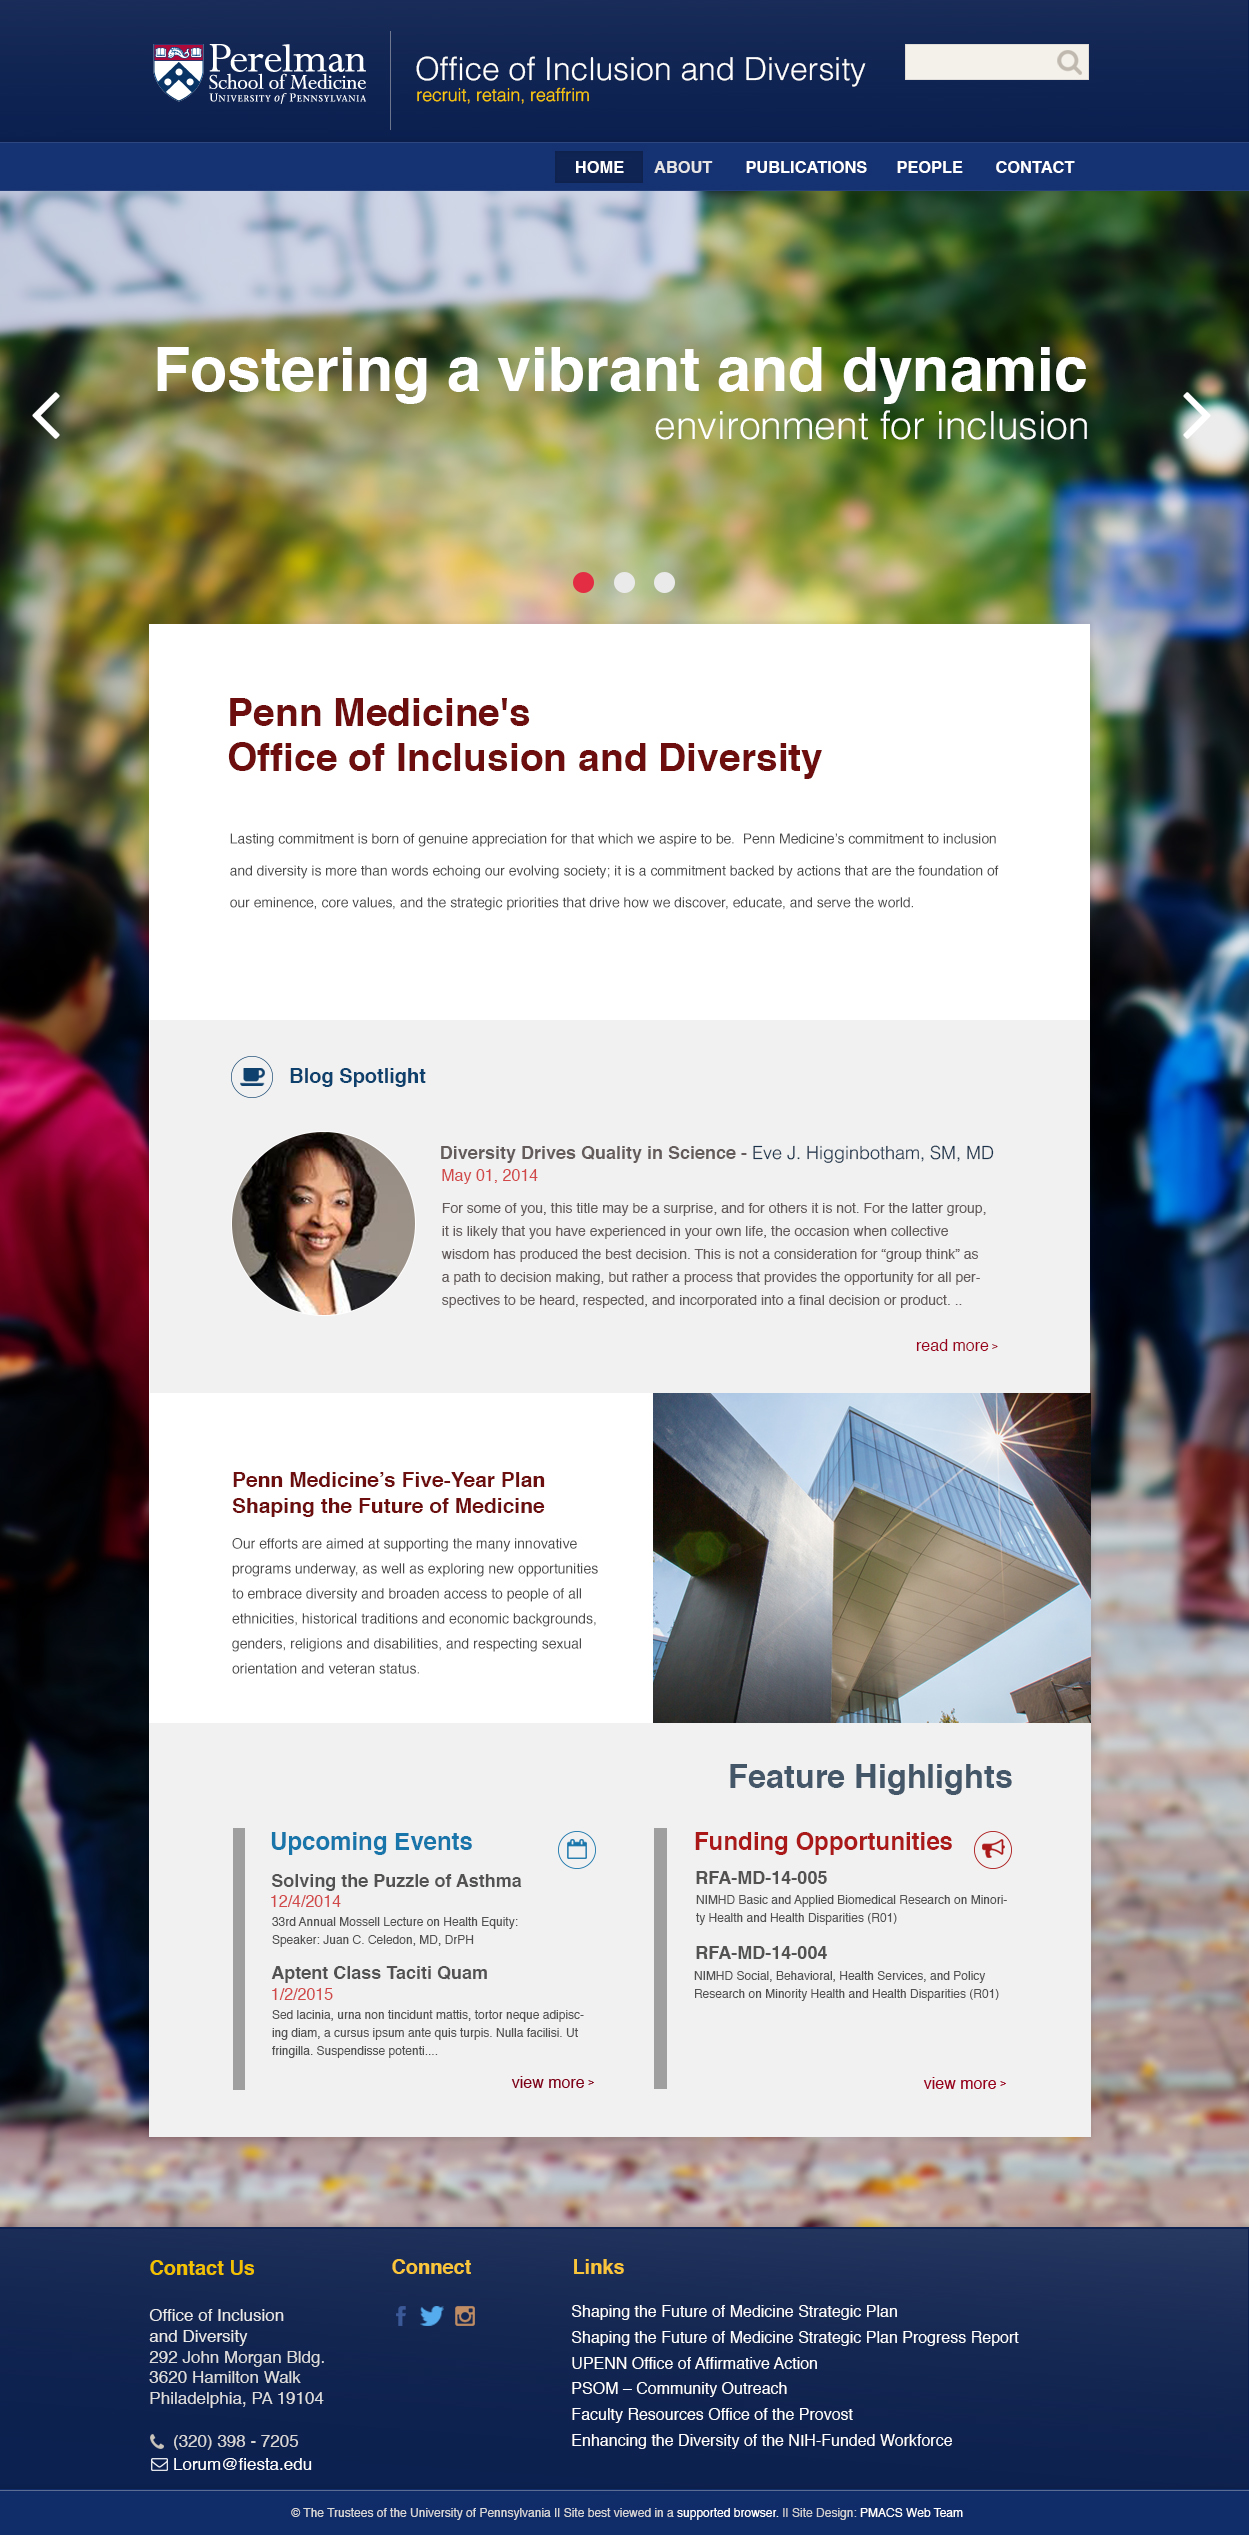 Perelman
School of Medicine
UNIVERSITY of PENNSYLVANIA
Office of Inclusion and Diversity
recruit, retain, reaffrim
HOME ABOUT PUBLICATIONS PEOPLE CONTACT
Fostering a vibrant and dynamic
environment for inclusion
Penn Medicine's
Office of Inclusion and Diversity
Lasting commitment is born of genuine appreciation for that which we aspire to be. Penn Medicine’s commitment to inclusion
and diversity is more than words echoing our evolving society; it is a commitment backed by actions that are the foundation of
our eminence, core values, and the strategic priorities that drive how we discover, educate, and serve the world.
Blog Spotlight
Diversity Drives Quality in Science - Eve J. Higginbotham, SM, MD
May 01, 2014
For some of you, this title may be a surprise, and for others it is not. For the latter group,
it is likely that you have experienced in your own life, the occasion when collective
wisdom has produced the best decision. This is not a consideration for “group think” as
a path to decision making, but rather a process that provides the opportunity for all per-
spectives to be heard, respected, and incorporated into a final decision or product. ..
read more >
Penn Medicine’s Five-Year Plan
Shaping the Future of Medicine
Our efforts are aimed at supporting the many innovative
programs underway, as well as exploring new opportunities
to embrace diversity and broaden access to people of all
ethnicities, historical traditions and economic backgrounds,
genders, religions and disabilities, and respecting sexual
orientation and veteran status.
Feature Highlights
Upcoming Events
Solving the Puzzle of Asthma
12/4/2014
33rd Annual Mossell Lecture on Health Equity:
Speaker: Juan C. Celedon, MD, DrPH
Aptent Class Taciti Quam
1/2/2015
Sed lacinia, urna non tincidunt mattis, tortor neque adipisc-
ing diam, a cursus ipsum ante quis turpis. Nulla facilisi. Ut
fringilla. Suspendisse potenti....
view more >
Funding Opportunities
RFA-MD-14-005
NIMHD Basic and Applied Biomedical Research on Minori-
ty Health and Health Disparities (R01)
RFA-MD-14-004
NIMHD Social, Behavioral, Health Services, and Policy
Research on Minority Health and Health Disparities (R01)
view more >
Contact Us
Office of Inclusion
and Diversity
292 John Morgan Bldg.
3620 Hamilton Walk
Philadelphia, PA 19104
(320) 398 - 7205
Lorum@fiesta.edu
Connect
Links
Shaping the Future of Medicine Strategic Plan
Shaping the Future of Medicine Strategic Plan Progress Report
UPENN Office of Affirmative Action
PSOM – Community Outreach
Faculty Resources Office of the Provost
Enhancing the Diversity of the NIH-Funded Workforce
© The Trustees of the University of Pennsylvania II Site best viewed in a supported browser. II Site Design: PMACS Web Team